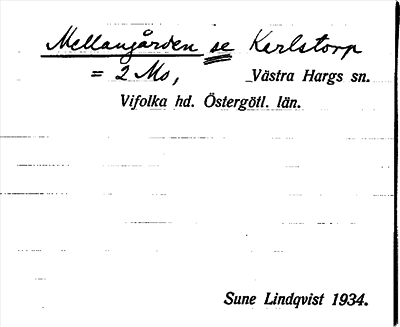 Mellangården se Karlstorp
= 2 Mo, Västra Hargs sn.
Vifolka hd. Östergötl. län.
Sune Lindqvist 1934.